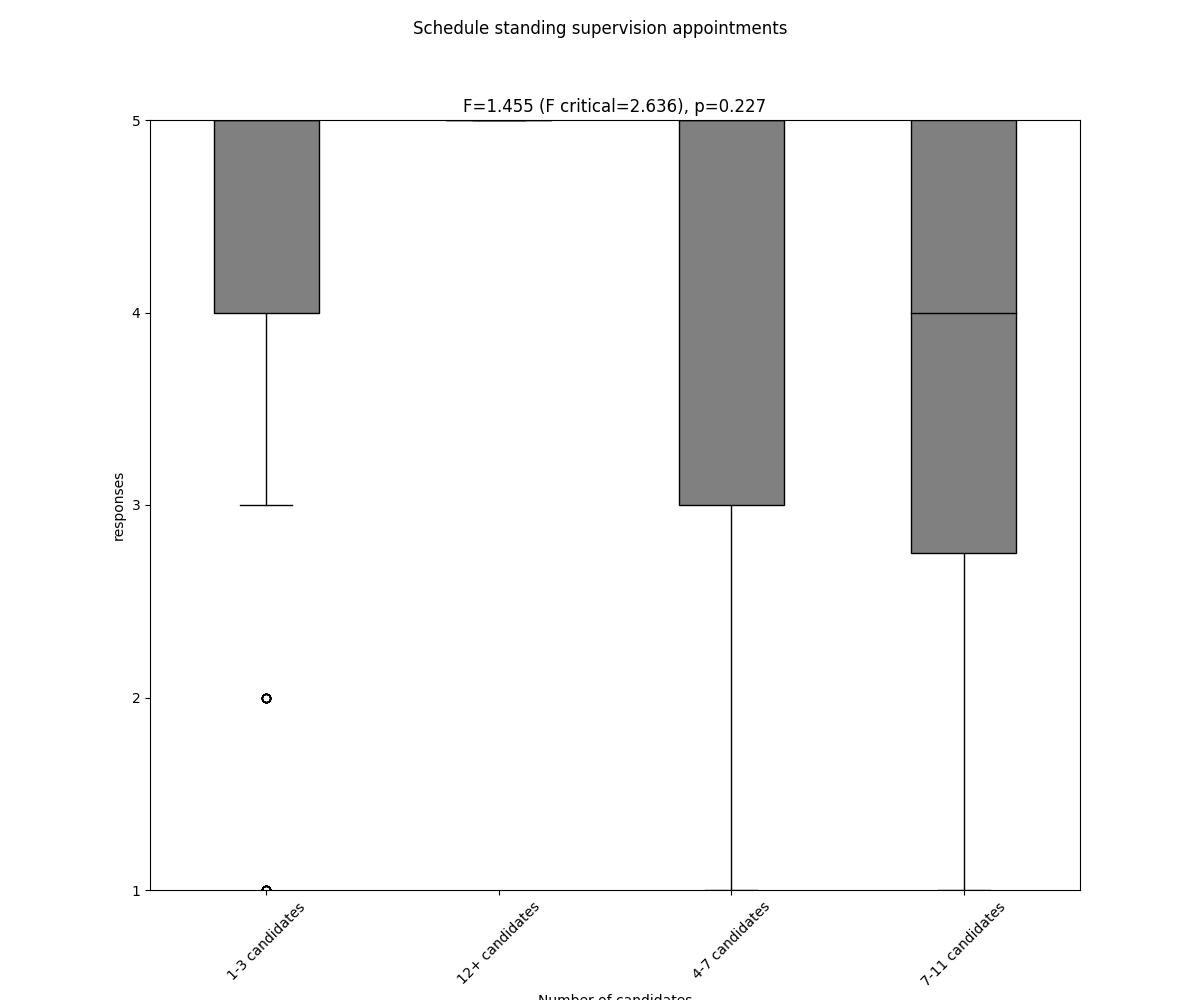 Schedule standing supervision appointments
F=1.455 (F critical=2.636), p=0.227
5
4
3
2
1
responses
1-3 candidates
12+ candidates
4-7 candidates
7-11 candidates
Number of candidates